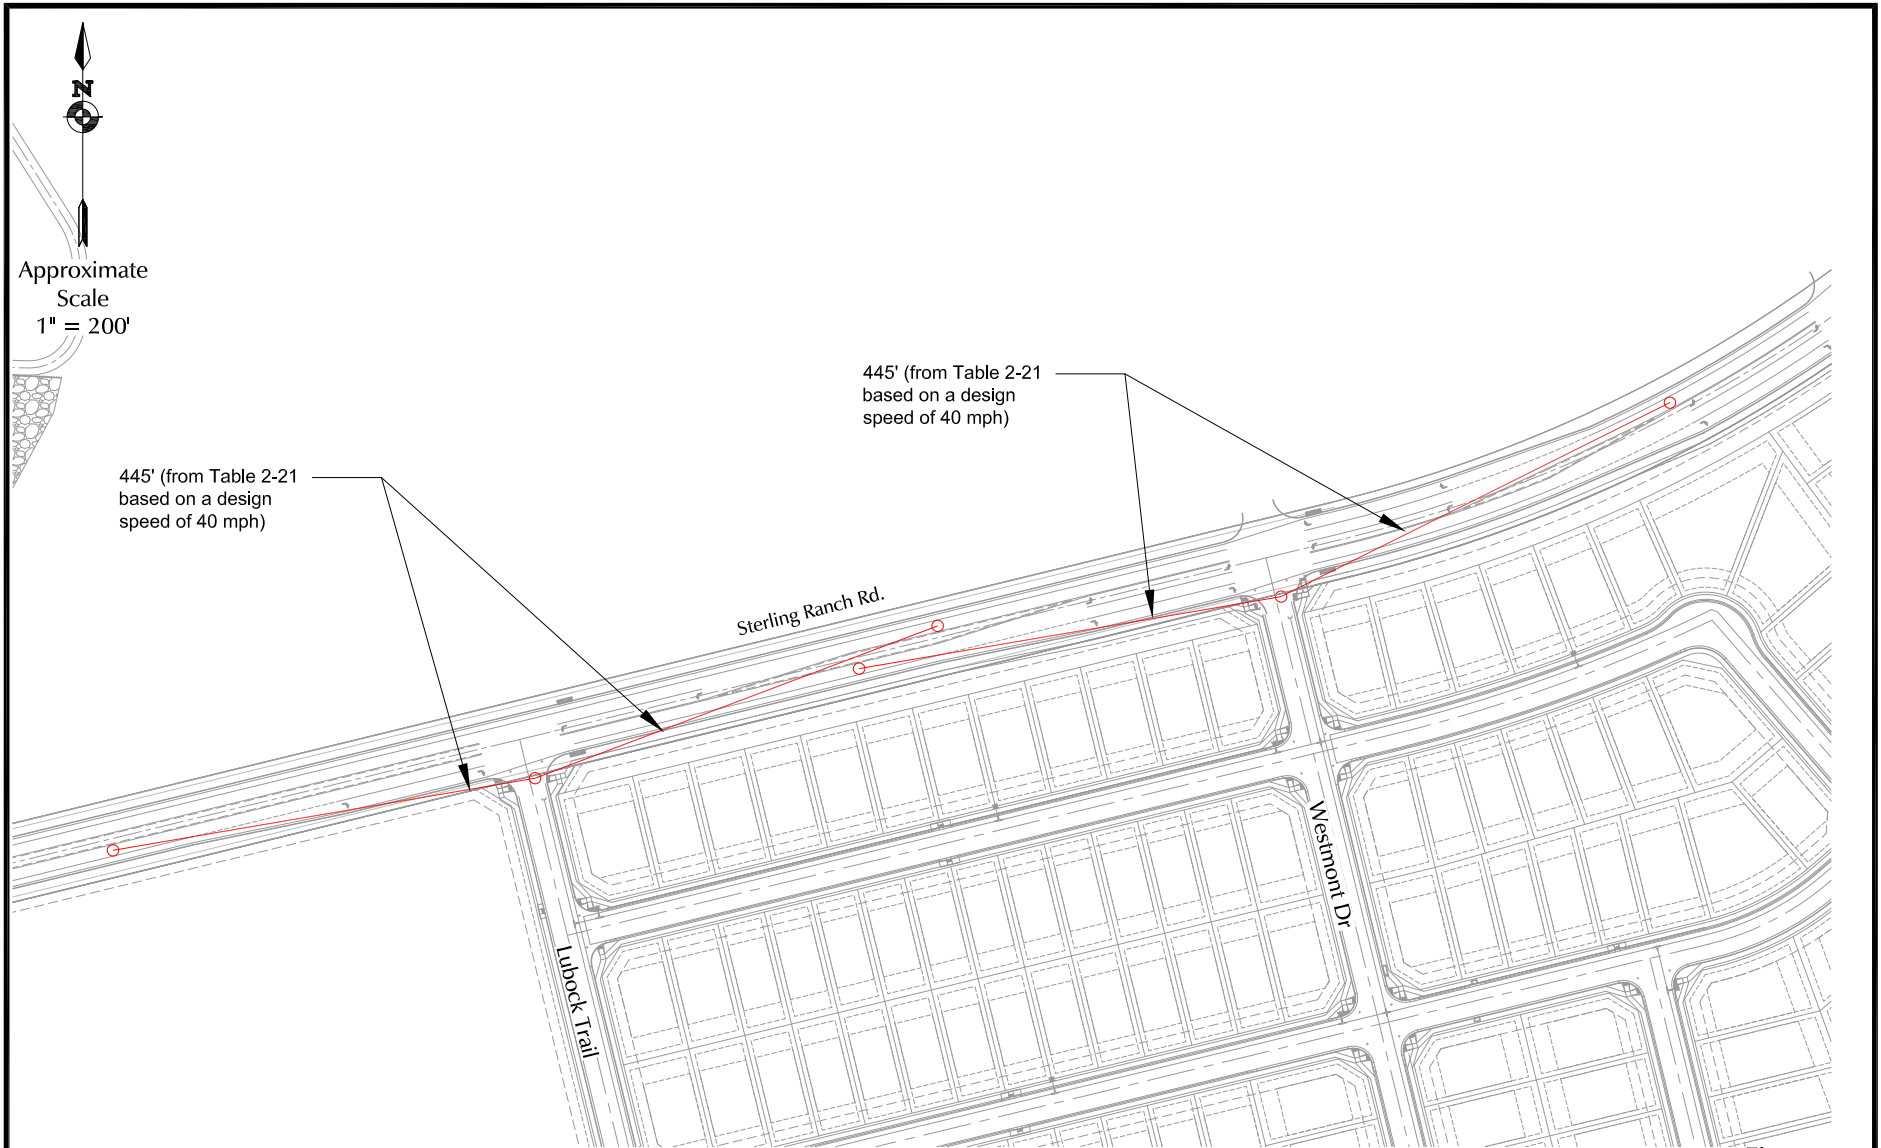 N
Approximate
Scale
1" = 200'
445' (from Table 2-21
based on a design
speed of 40 mph)
445' (from Table 2-21
based on a design
speed of 40 mph)
Sterling Ranch Rd.
Westmont Dr
Lubock Trail